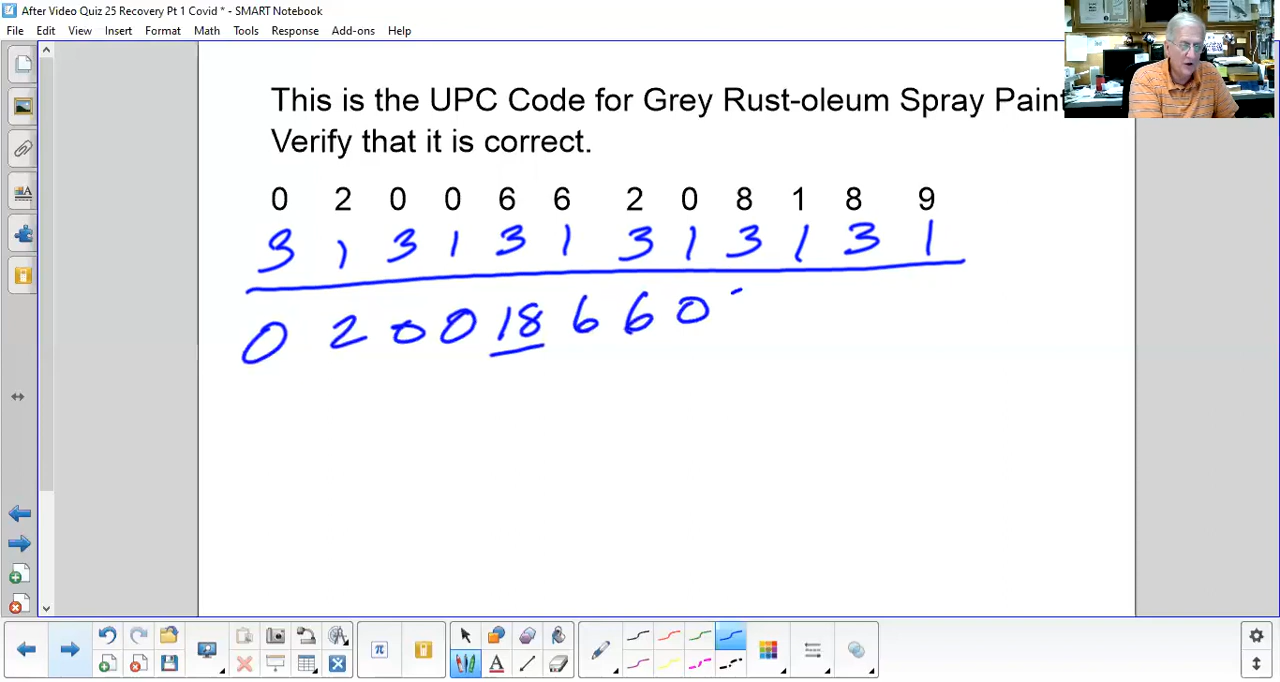 After Video Quiz 25 Recovery Pt 1 Covid * - SMART Notebook
File Edit View Insert Format Math Tools Response Add-ons Help
This is the UPC Code for Grey Rust-oleum Spray Paint
Verify that it is correct.
0 2 0 0 6 6 2 0 8 1 8 9
3 1 3 1 3 1 3 1 3 1 3 1
0 2 0 0 18 6 6 0